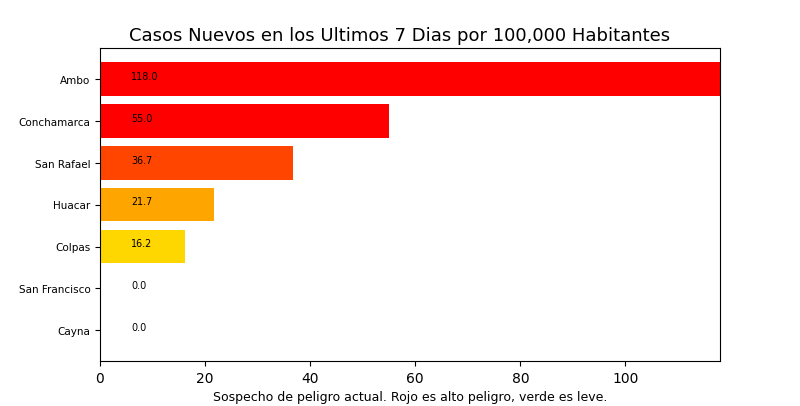 Casos Nuevos en los Ultimos 7 Dias por 100,000 Habitantes
Ambo 118.0
Conchamarca 55.0
San Rafael 36.7
Huacar 21.7
Colpas 16.2
San Francisco 0.0
Cayna 0.0
0 20 40 60 80 100
Sospecho de peligro actual. Rojo es alto peligro, verde es leve.